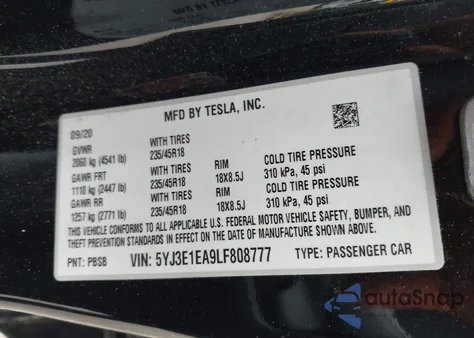 MFD BY TESLA, INC.
09/20
GVWR WITH TIRES
2060 kg (4541 lb) 235/45R18 RIM COLD TIRE PRESSURE
GAWR FRT WITH TIRES 18X8.5J 310 kPa, 45 psi
1110 kg (2447 lb) 235/45R18 RIM COLD TIRE PRESSURE
GAWR RR WITH TIRES 18X8.5J 310 kPa, 45 psi
1257 kg (2771 lb) 235/45R18
THIS VEHICLE CONFORMS TO ALL APPLICABLE U.S. FEDERAL MOTOR VEHICLE SAFETY, BUMPER, AND
THEFT PREVENTION STANDARDS IN EFFECT ON THE DATE OF MANUFACTURE SHOWN ABOVE.
PNT: PBSB VIN: 5YJ3E1EA9LF808777 TYPE: PASSENGER CAR
autoSnap